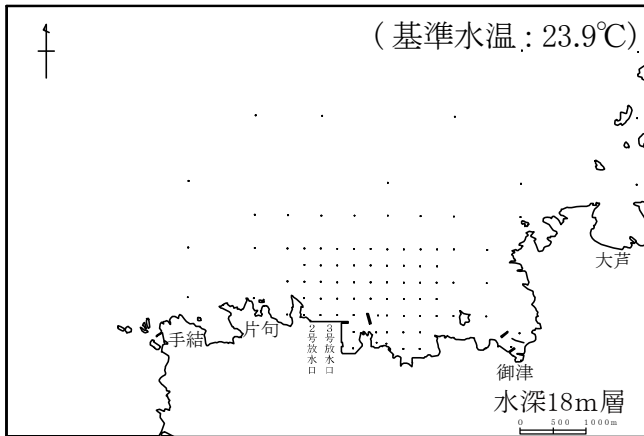 （基準水温：23.9℃）
大芦
手結
片句
2号放水口
3号放水口
御津
水深18m層
0 500 1000m